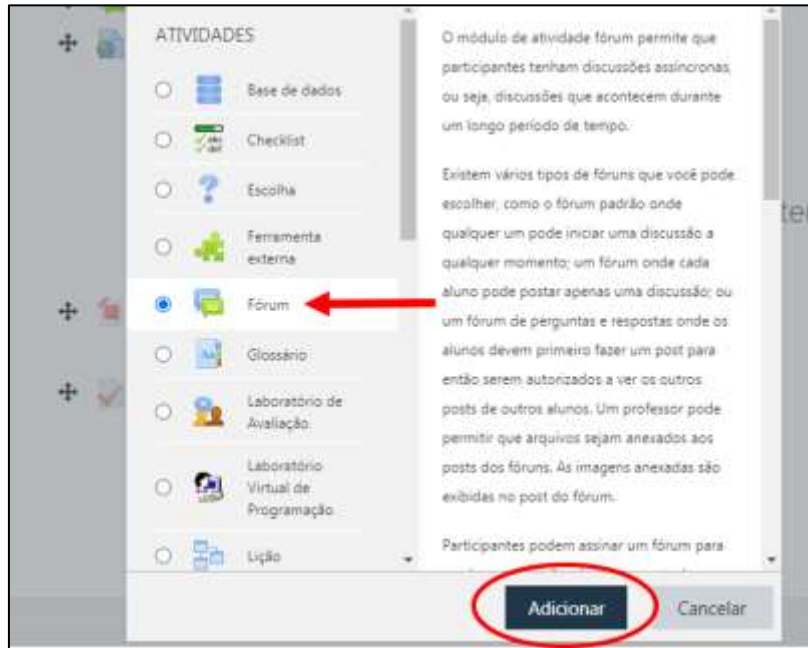 ATIVIDADES
Base de dados
Checklist
Escolha
Ferramenta
externa
Fórum
Glossário
Laboratório de
Avaliação
Laboratório
Virtual de
Programação
Lição
O módulo de atividade fórum permite que
participantes tenham discussões assíncronas,
ou seja, discussões que acontecem durante
um longo período de tempo.
Existem vários tipos de fóruns que você pode
escolher, como o fórum padrão onde
qualquer um pode iniciar uma discussão a
qualquer momento; um fórum onde cada
aluno pode postar apenas uma discussão; ou
um fórum de perguntas e respostas onde os
alunos devem primeiro fazer um post para
então serem autorizados a ver os outros
posts de outros alunos. Um professor pode
permitir que arquivos sejam anexados aos
posts dos fóruns. As imagens anexadas são
exibidas no post do fórum.
Participantes podem assinar um fórum para
Adicionar
Cancelar